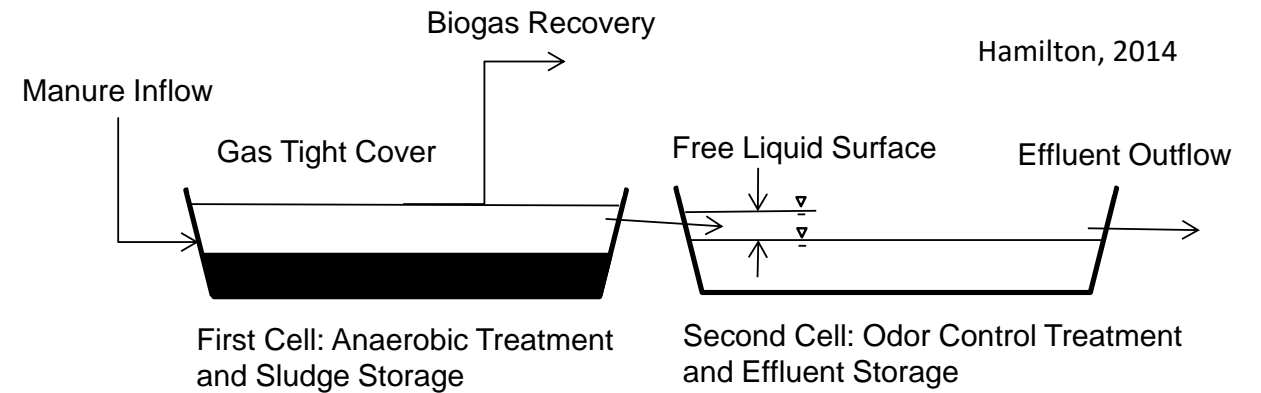 Biogas Recovery
Hamilton, 2014
Manure Inflow
Gas Tight Cover
Free Liquid Surface
Effluent Outflow
First Cell: Anaerobic Treatment
and Sludge Storage
Second Cell: Odor Control Treatment
and Effluent Storage